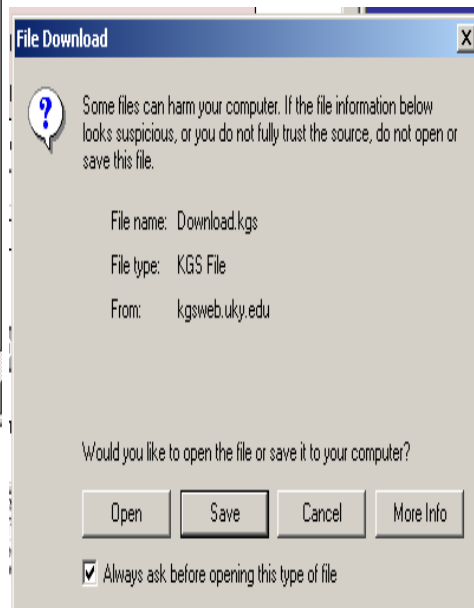 File Download
X
?
Some files can harm your computer. If the file information below
looks suspicious, or you do not fully trust the source, do not open or
save this file.
File name: Download.kgs
File type: KGS File
From: kgsweb.uky.edu
Would you like to open the file or save it to your computer?
Open Save Cancel More Info
Always ask before opening this type of file